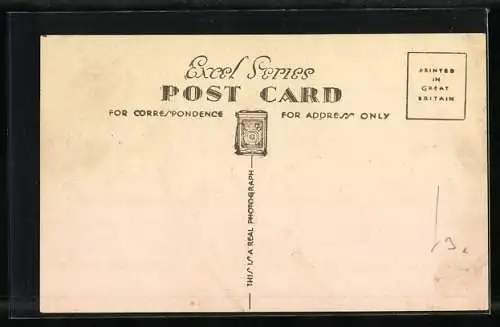 Excel Series
POST CARD
FOR CORRESPONDENCE
FOR ADDRESS ONLY
PRINTED
IN
GREAT
BRITAIN
THIS IS A REAL PHOTOGRAPH